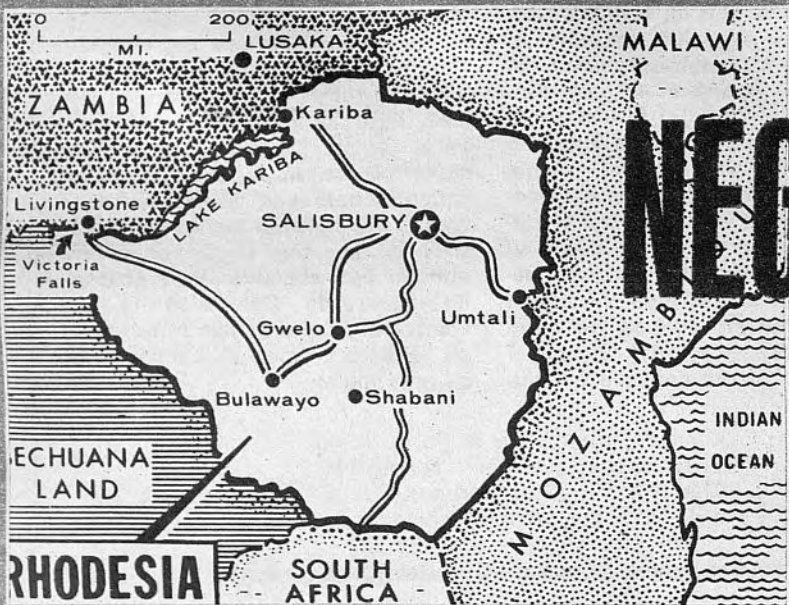 0 200
MI.
LUSAKA
MALAWI
ZAMBIA
Kariba
NEG
LAKE KARIBA
Livingstone
SALISBURY
Victoria
Falls
Umtali
Gwelo
Bulawayo
Shabani
MOZAMBIQU
INDIAN
OCEAN
ECHUANA
LAND
RHODESIA
SOUTH
AFRICA